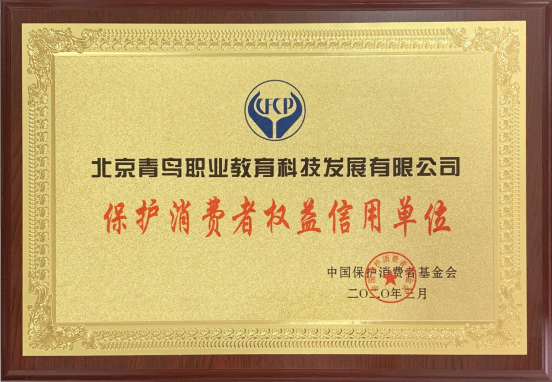 CFCP
北京青鸟职业教育科技发展有限公司
保护消费者权益信用单位
中国保护消费者基金会
二〇二〇年三月